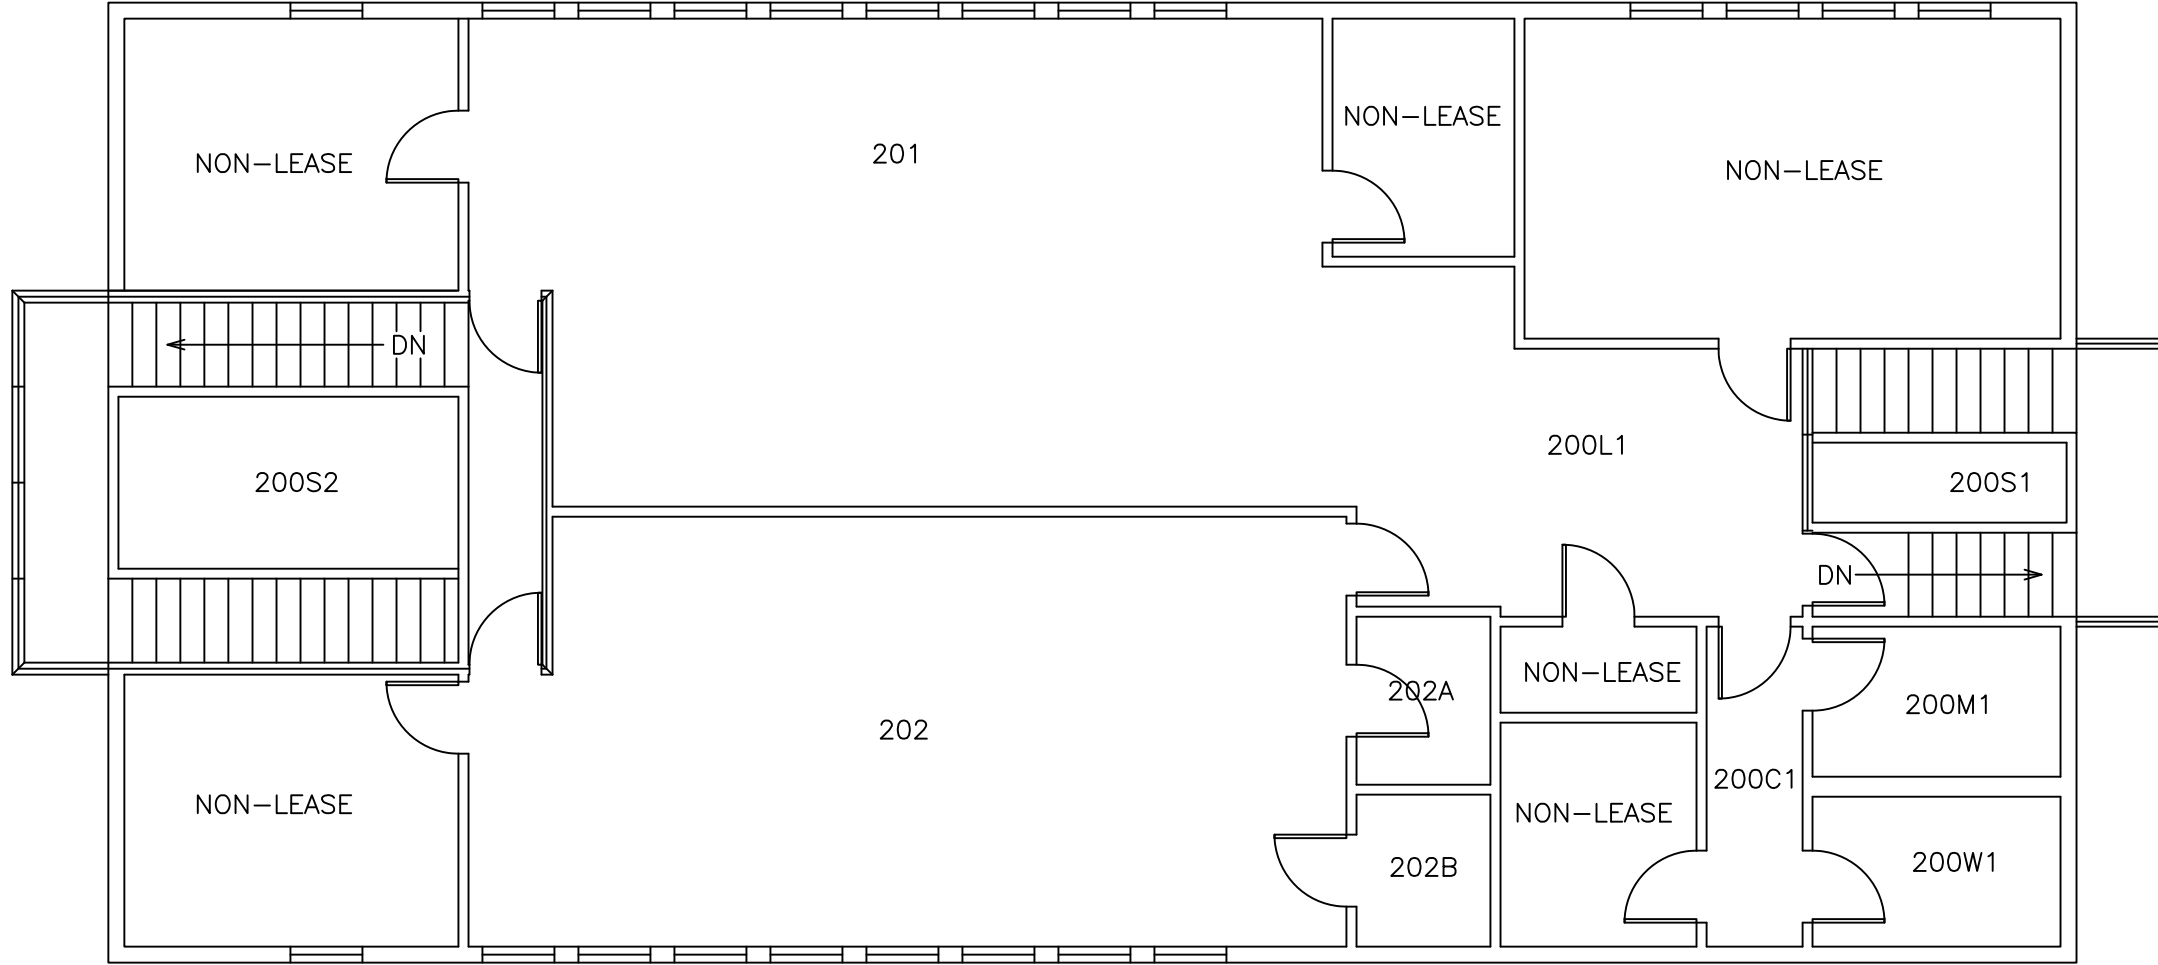 NON-LEASE
201
NON-LEASE
NON-LEASE
DN
200S2
200L1
200S1
DN
202
202A
NON-LEASE
200M1
NON-LEASE
202B
NON-LEASE
200C1
200W1